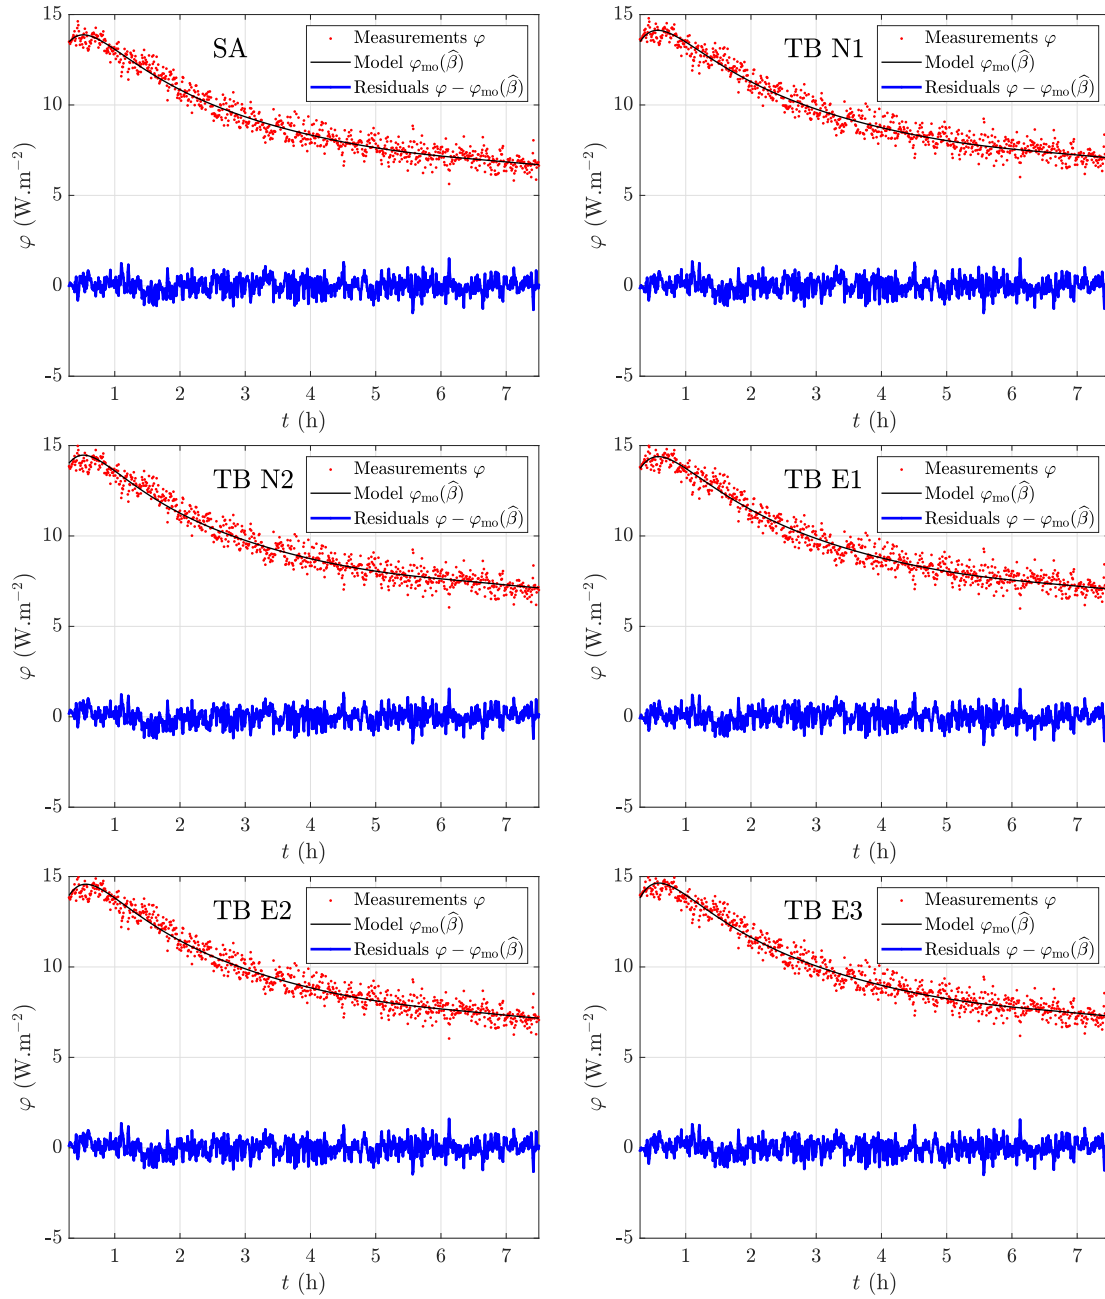 15
10
5
0
-5
φ (W.m⁻²)
SA
Measurements φ
Model φ_mo(β̂)
Residuals φ − φ_mo(β̂)
1 2 3 4 5 6 7
t (h)
15
10
5
0
-5
φ (W.m⁻²)
TB N1
Measurements φ
Model φ_mo(β̂)
Residuals φ − φ_mo(β̂)
1 2 3 4 5 6 7
t (h)
15
10
5
0
-5
φ (W.m⁻²)
TB N2
Measurements φ
Model φ_mo(β̂)
Residuals φ − φ_mo(β̂)
1 2 3 4 5 6 7
t (h)
15
10
5
0
-5
φ (W.m⁻²)
TB E1
Measurements φ
Model φ_mo(β̂)
Residuals φ − φ_mo(β̂)
1 2 3 4 5 6 7
t (h)
15
10
5
0
-5
φ (W.m⁻²)
TB E2
Measurements φ
Model φ_mo(β̂)
Residuals φ − φ_mo(β̂)
1 2 3 4 5 6 7
t (h)
15
10
5
0
-5
φ (W.m⁻²)
TB E3
Measurements φ
Model φ_mo(β̂)
Residuals φ − φ_mo(β̂)
1 2 3 4 5 6 7
t (h)